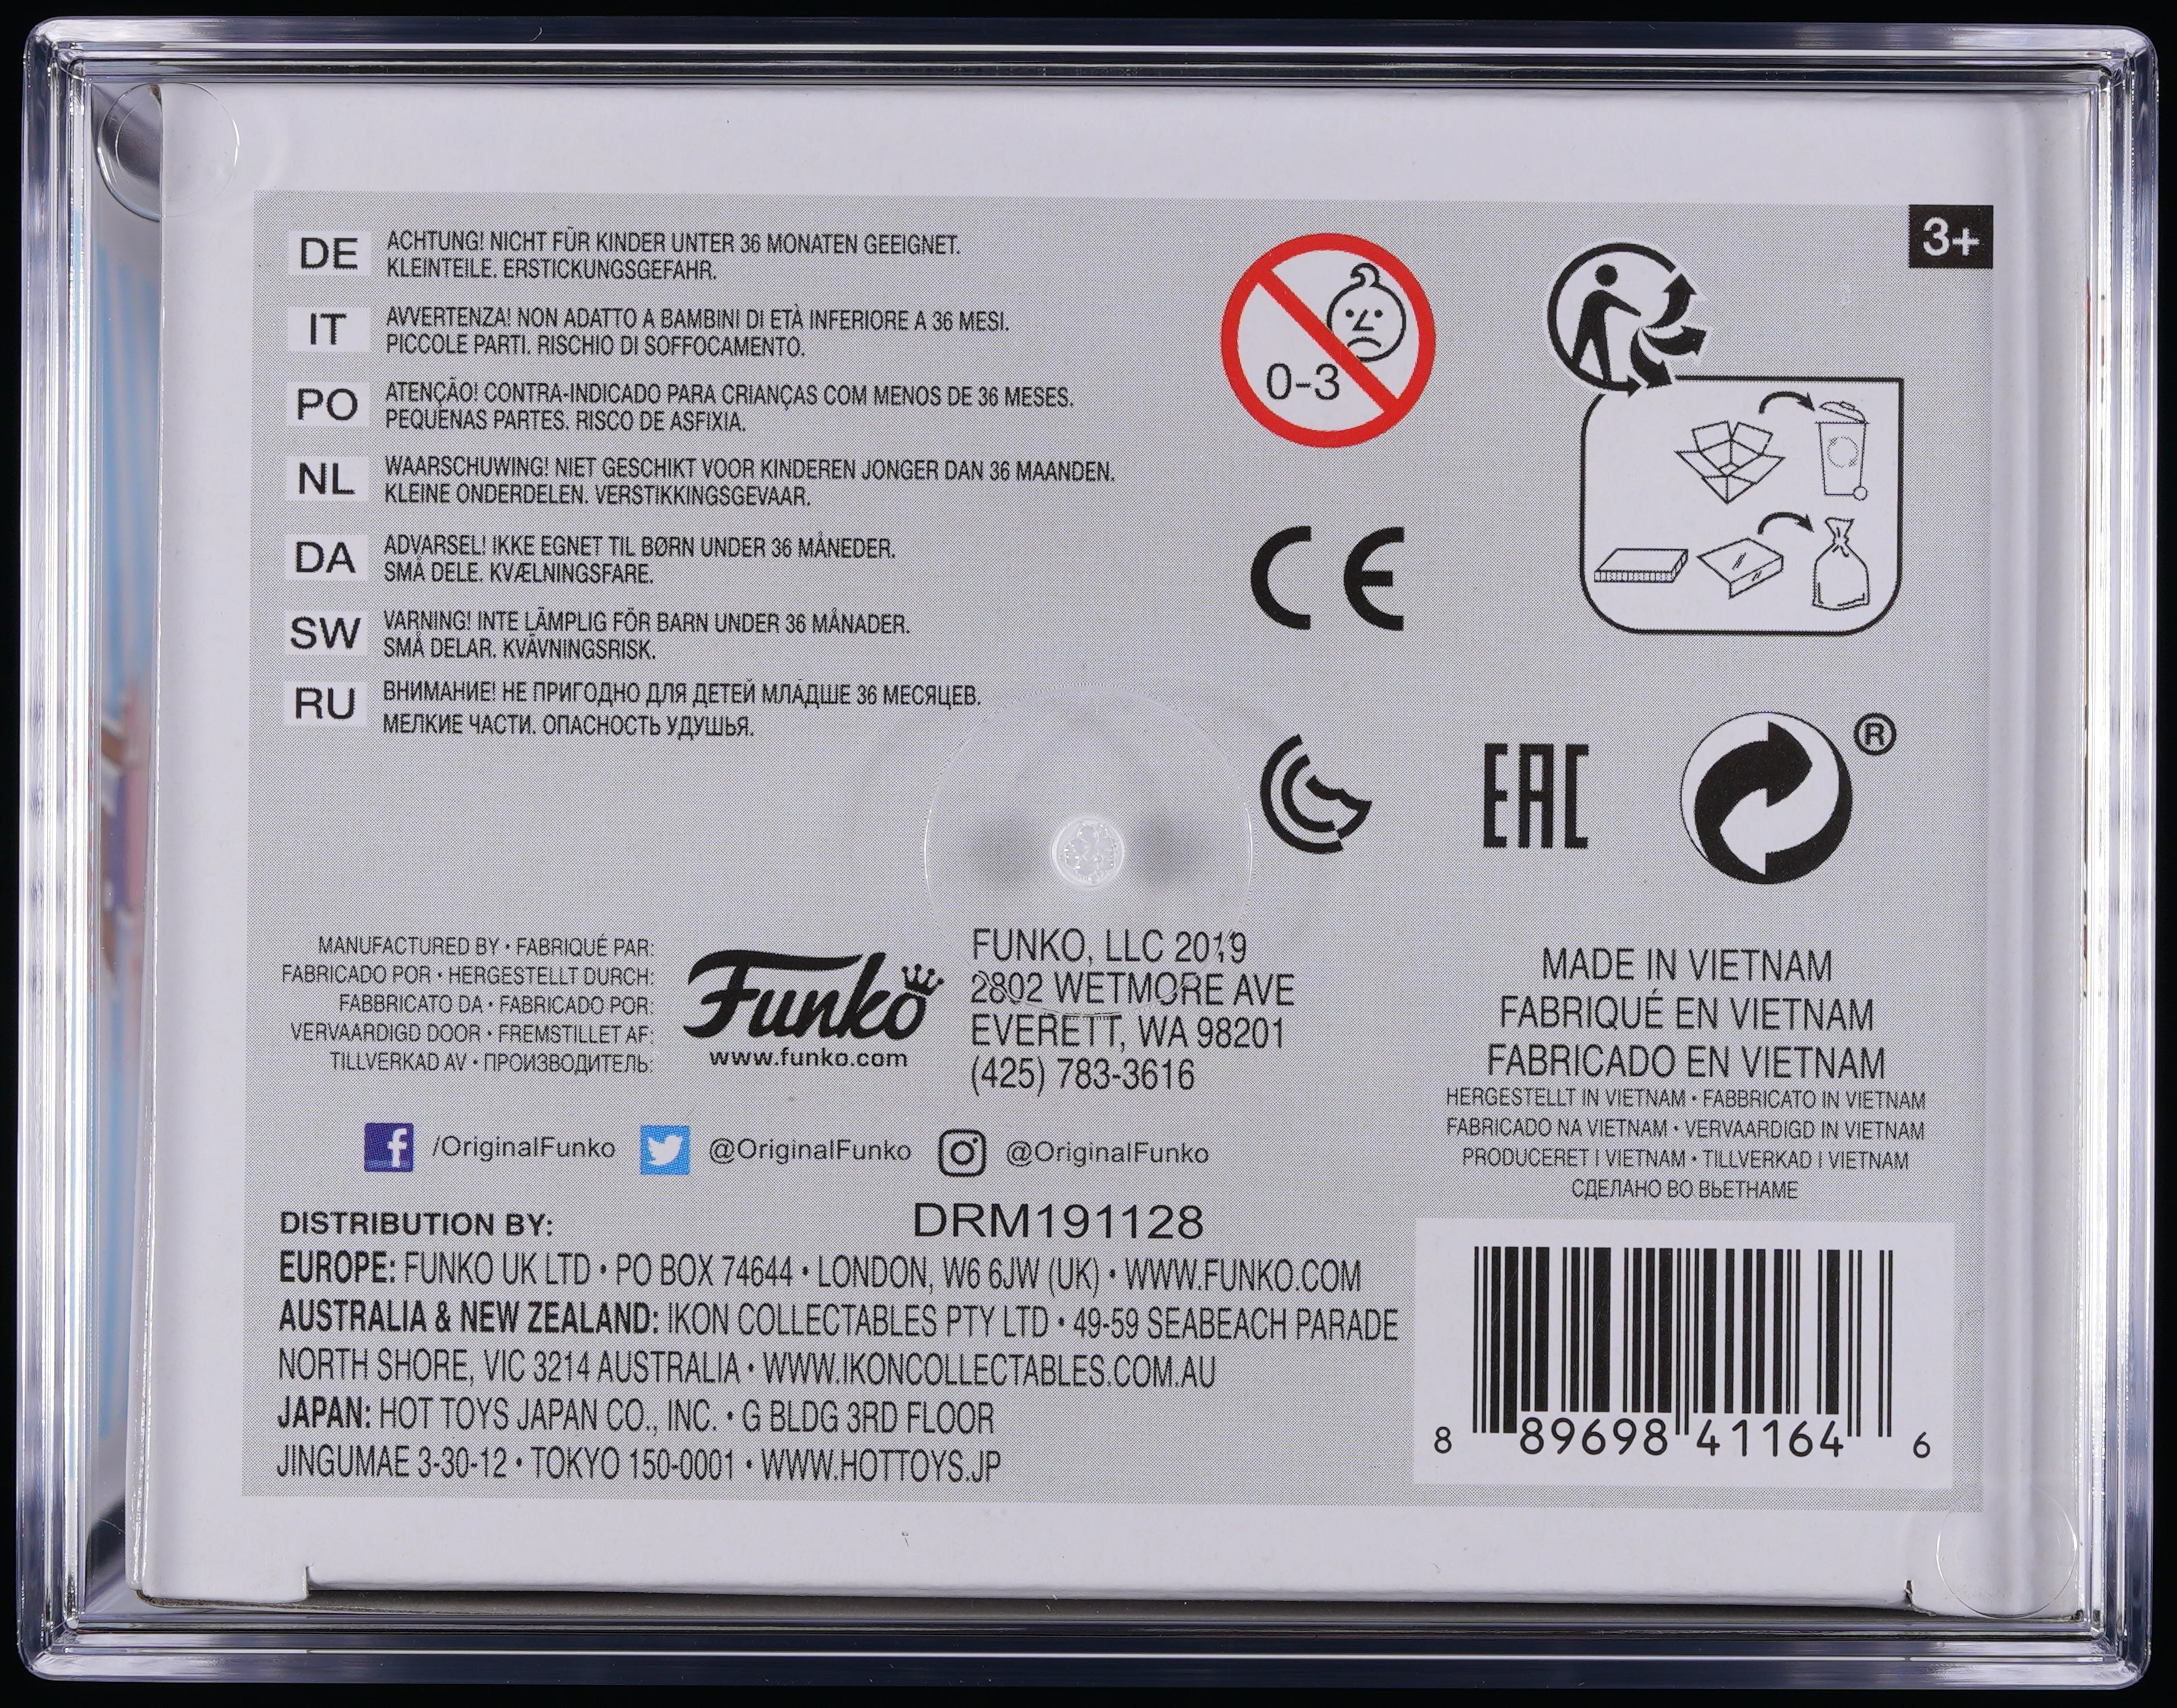 DE ACHTUNG! NICHT FÜR KINDER UNTER 36 MONATEN GEEIGNET.
KLEINTEILE. ERSTICKUNGSGEFAHR.
IT AVVERTENZA! NON ADATTO A BAMBINI DI ETÀ INFERIORE A 36 MESI.
PICCOLE PARTI. RISCHIO DI SOFFOCAMENTO.
PO ATENÇÃO! CONTRA-INDICADO PARA CRIANÇAS COM MENOS DE 36 MESES.
PEQUENAS PARTES. RISCO DE ASFIXIA.
NL WAARSCHUWING! NIET GESCHIKT VOOR KINDEREN JONGER DAN 36 MAANDEN.
KLEINE ONDERDELEN. VERSTIKKINGSGEVAAR.
DA ADVARSEL! IKKE EGNET TIL BØRN UNDER 36 MÅNEDER.
SMÅ DELE. KVÆLNINGSFARE.
SW VARNING! INTE LÄMPLIG FÖR BARN UNDER 36 MÅNADER.
SMÅ DELAR. KVÄVNINGSRISK.
RU ВНИМАНИЕ! НЕ ПРИГОДНО ДЛЯ ДЕТЕЙ МЛАДШЕ 36 МЕСЯЦЕВ.
МЕЛКИЕ ЧАСТИ. ОПАСНОСТЬ УДУШЬЯ.
0-3
3+
CE
EAC
®
MANUFACTURED BY • FABRIQUÉ PAR:
FABRICADO POR • HERGESTELLT DURCH:
FABBRICATO DA • FABRICADO POR:
VERVAARDIGD DOOR • FREMSTILLET AF:
TILLVERKAD AV • ПРОИЗВОДИТЕЛЬ:
Funko
www.funko.com
FUNKO, LLC 2019
2802 WETMORE AVE
EVERETT, WA 98201
(425) 783-3616
MADE IN VIETNAM
FABRIQUÉ EN VIETNAM
FABRICADO EN VIETNAM
HERGESTELLT IN VIETNAM • FABBRICATO IN VIETNAM
FABRICADO NA VIETNAM • VERVAARDIGD IN VIETNAM
PRODUCERET I VIETNAM • TILLVERKAD I VIETNAM
СДЕЛАНО ВО ВЬЕТНАМЕ
f /OriginalFunko @OriginalFunko @OriginalFunko
DISTRIBUTION BY: DRM191128
EUROPE: FUNKO UK LTD • PO BOX 74644 • LONDON, W6 6JW (UK) • WWW.FUNKO.COM
AUSTRALIA & NEW ZEALAND: IKON COLLECTABLES PTY LTD • 49-59 SEABEACH PARADE
NORTH SHORE, VIC 3214 AUSTRALIA • WWW.IKONCOLLECTABLES.COM.AU
JAPAN: HOT TOYS JAPAN CO., INC. • G BLDG 3RD FLOOR
JINGUMAE 3-30-12 • TOKYO 150-0001 • WWW.HOTTOYS.JP
8 89698 41164 6